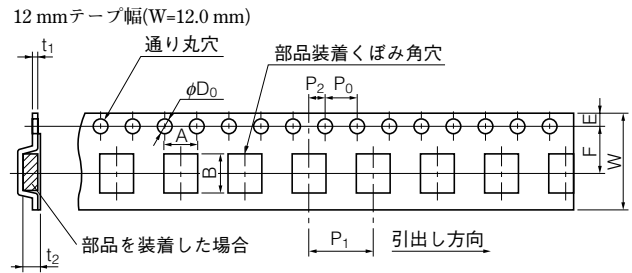 12 mmテープ幅(W=12.0 mm)
t1
通り丸穴
部品装着くぼみ角穴
φD0
P2
P0
A
B
E
F
W
P1
引出し方向
部品を装着した場合
t2